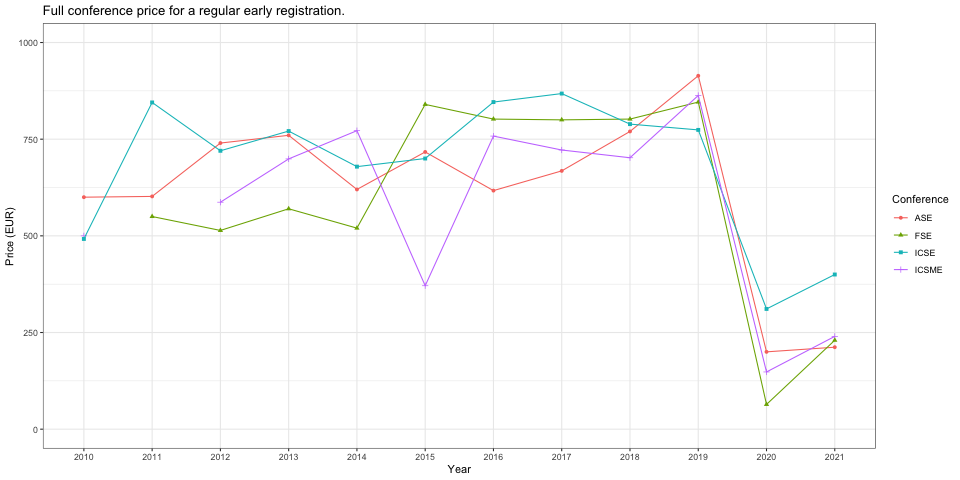 Full conference price for a regular early registration.
1000
750
500
250
0
Price (EUR)
2010 2011 2012 2013 2014 2015 2016 2017 2018 2019 2020 2021
Year
Conference
ASE
FSE
ICSE
ICSME